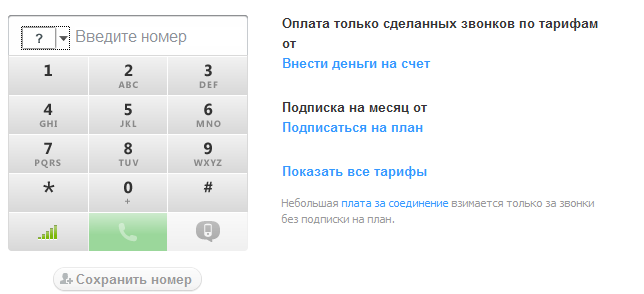 ? Введите номер
1 2 3
ABC DEF
4 5 6
GHI JKL MNO
7 8 9
PQRS TUV WXYZ
* 0 #
+
Сохранить номер
Оплата только сделанных звонков по тарифам
от
Внести деньги на счет
Подписка на месяц от
Подписаться на план
Показать все тарифы
Небольшая плата за соединение взимается только за звонки
без подписки на план.